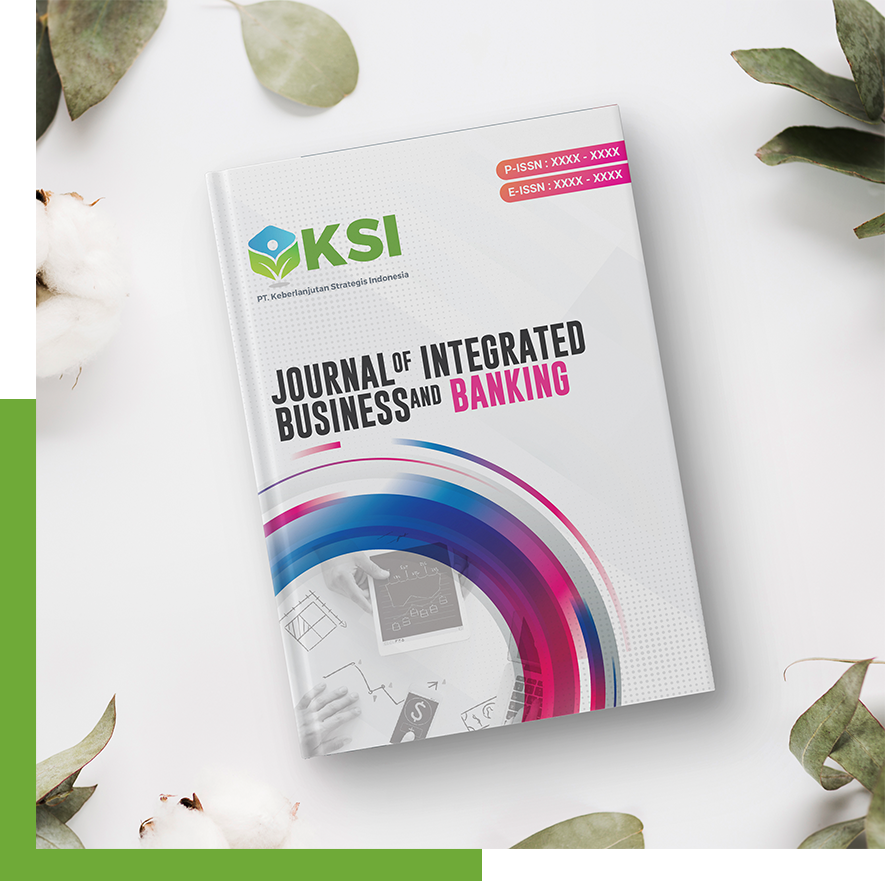 P-ISSN : XXXX - XXXX
E-ISSN : XXXX - XXXX
KSI
PT. Keberlanjutan Strategis Indonesia
JOURNAL OF INTEGRATED
BUSINESS AND BANKING
$